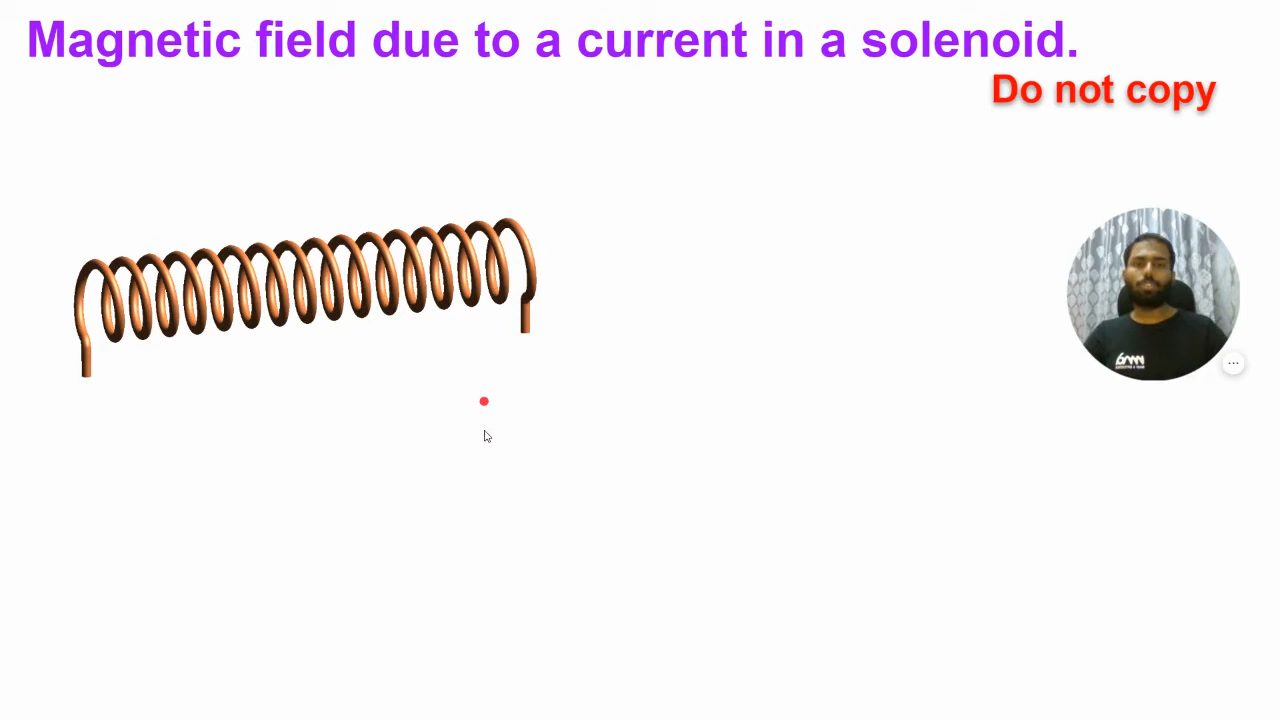 Magnetic field due to a current in a solenoid.
Do not copy